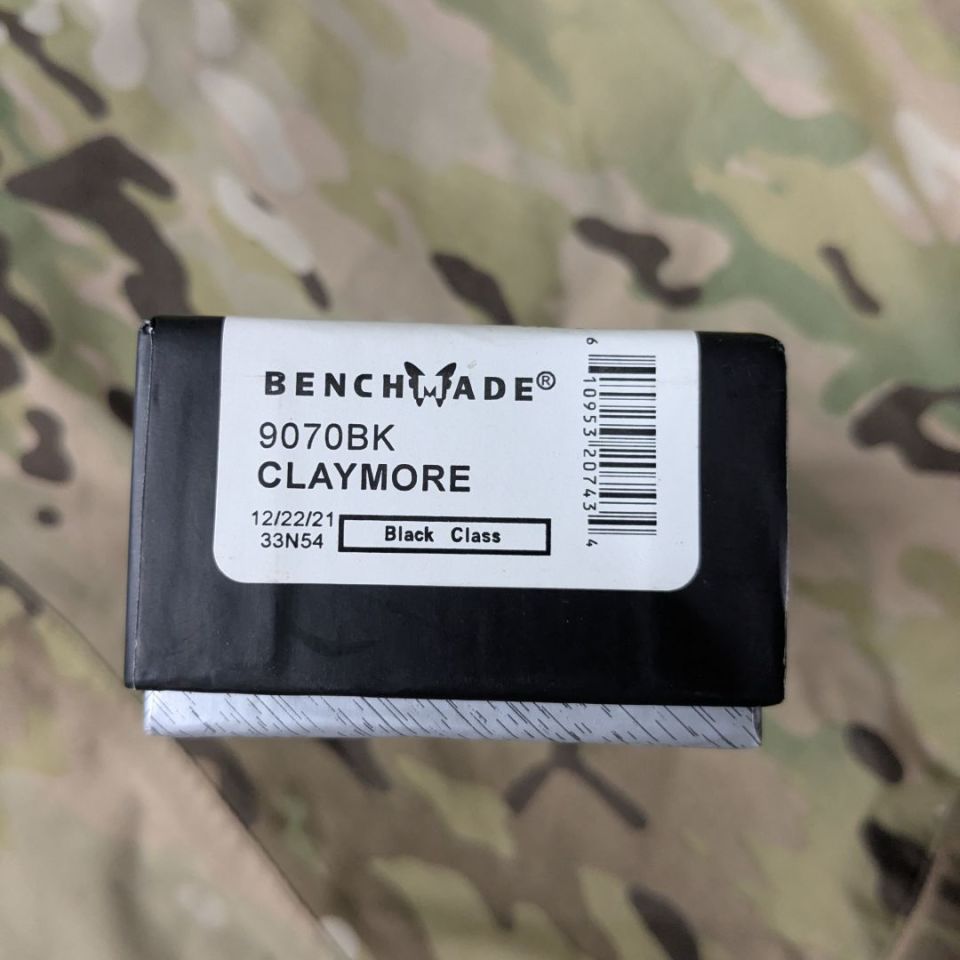 BENCHMADE®
9070BK
CLAYMORE
12/22/21
33N54
Black Class
6 10953 20743 4